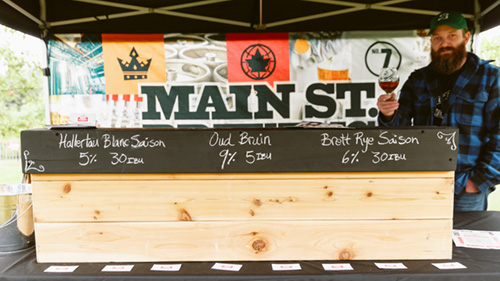 7
MAIN ST.
Hallertau Blanc Saison
5% 30 IBU
Oud Bruin
9% 5 IBU
Brett Rye Saison
6% 30 IBU